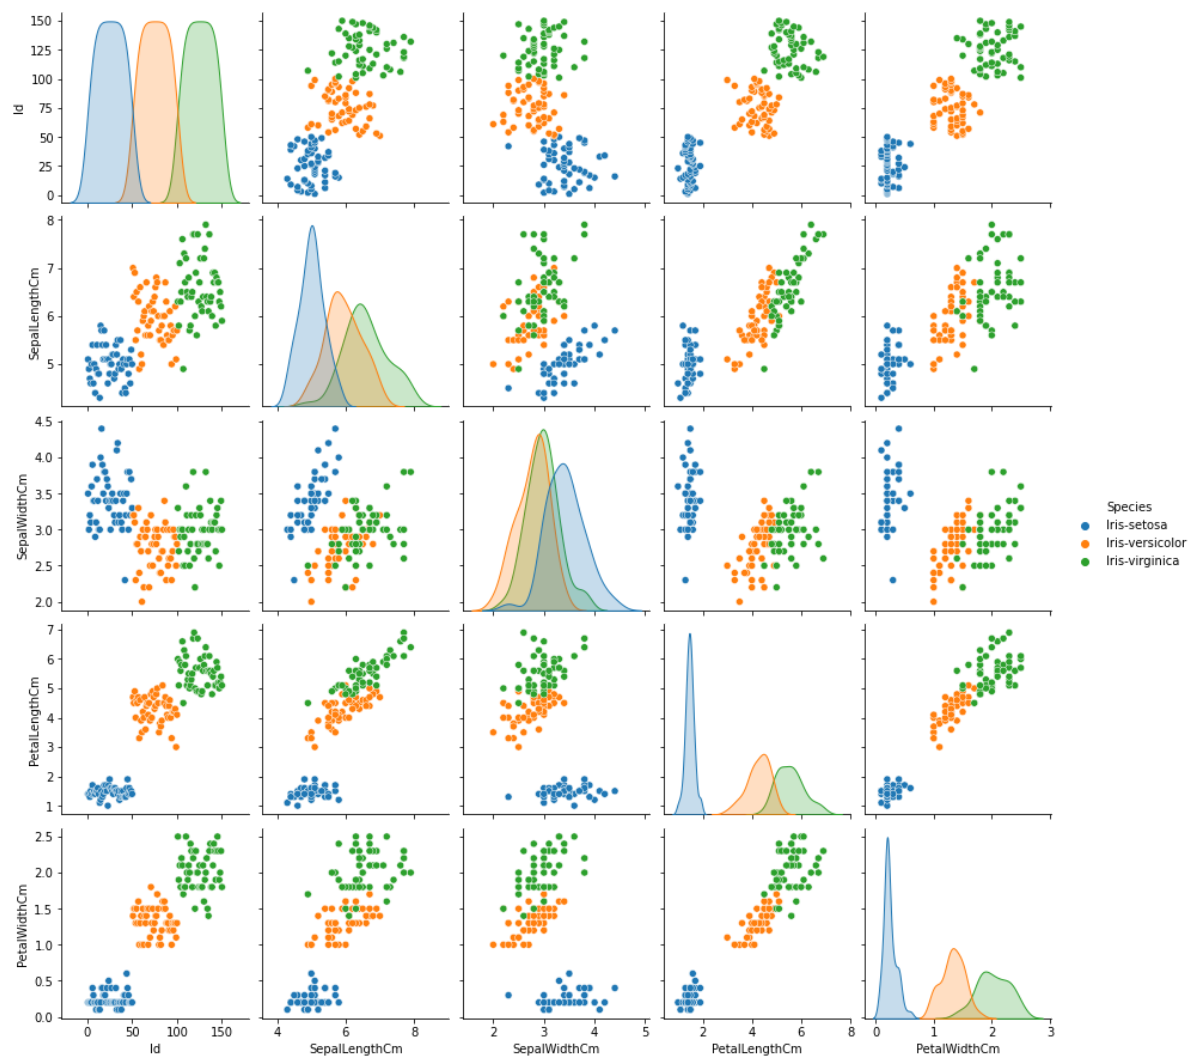 150
125
100
75
50
25
0
Id
8
7
6
5
SepalLengthCm
4.5
4.0
3.5
3.0
2.5
2.0
SepalWidthCm
Species
Iris-setosa
Iris-versicolor
Iris-virginica
7
6
5
4
3
2
1
PetalLengthCm
2.5
2.0
1.5
1.0
0.5
0.0
PetalWidthCm
0 50 100 150
Id
4 6 8
SepalLengthCm
2 3 4 5
SepalWidthCm
2 4 6 8
PetalLengthCm
0 1 2 3
PetalWidthCm